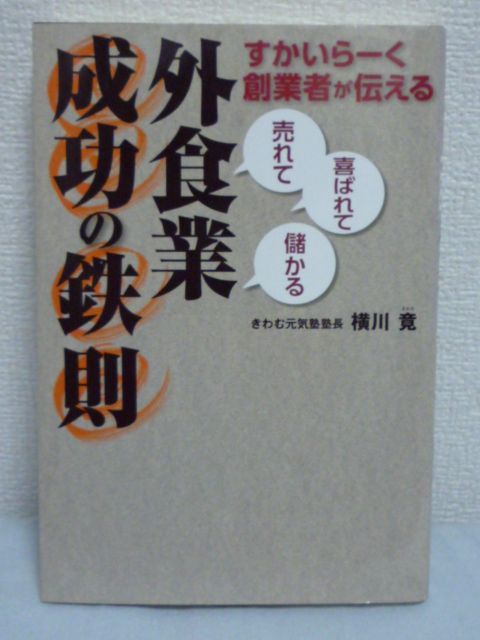 すかいらーく
創業者が伝える
外食業
成功の鉄則
売れて
喜ばれて
儲かる
きわむ元気塾塾長 横川 竟